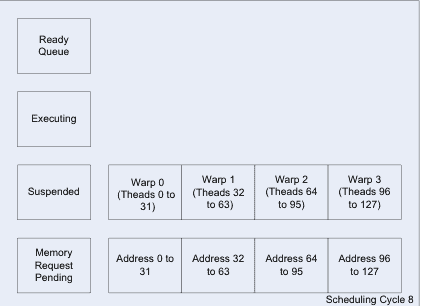 Ready
Queue
Executing
Suspended
Warp 0
(Theads 0 to
31)
Warp 1
(Theads 32
to 63)
Warp 2
(Theads 64
to 95)
Warp 3
(Theads 96
to 127)
Memory
Request
Pending
Address 0 to
31
Address 32
to 63
Address 64
to 95
Address 96
to 127
Scheduling Cycle 8